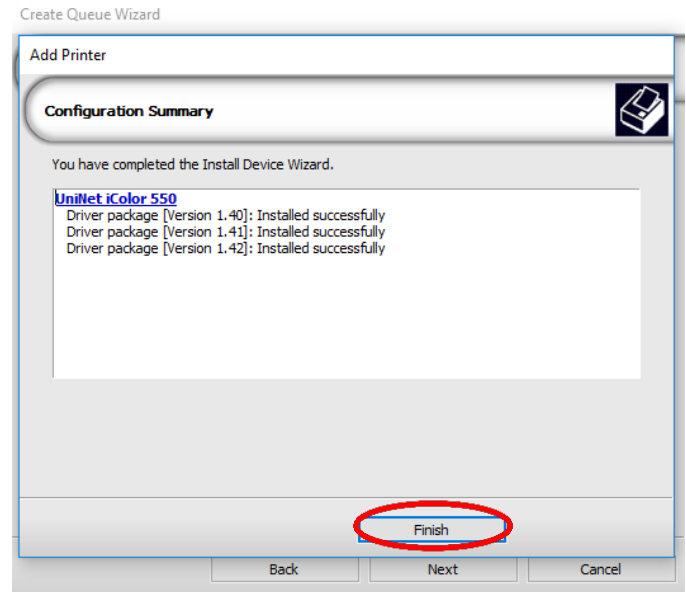 Create Queue Wizard
Add Printer
Configuration Summary
You have completed the Install Device Wizard.
UniNet iColor 550
Driver package [Version 1.40]: Installed successfully
Driver package [Version 1.41]: Installed successfully
Driver package [Version 1.42]: Installed successfully
Finish
Back Next Cancel